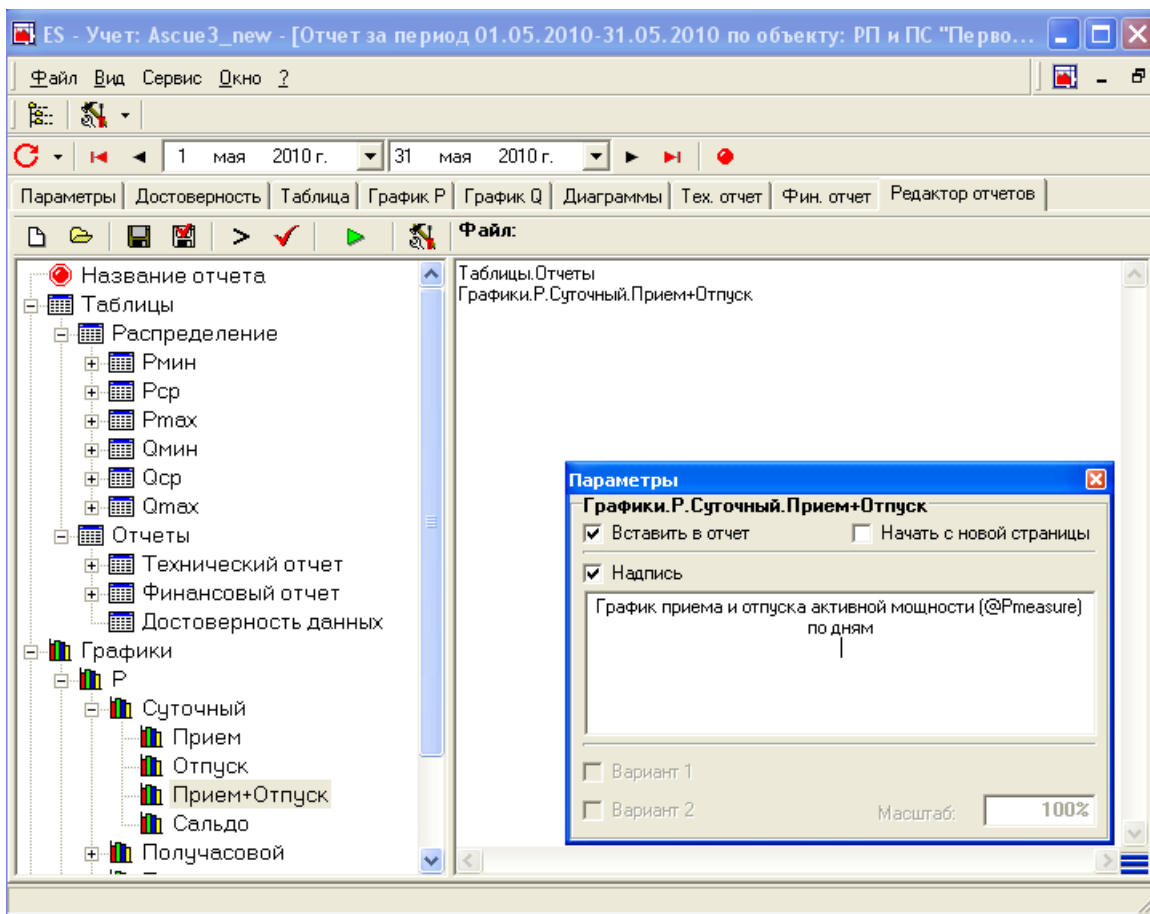 ES - Учет: Ascue3_new - [Отчет за период 01.05.2010-31.05.2010 по объекту: РП и ПС "Перво...
Файл Вид Сервис Окно ?
1 мая 2010 г. 31 мая 2010 г.
Параметры Достоверность Таблица График P График Q Диаграммы Тех. отчет Фин. отчет Редактор отчетов
Файл:
Название отчета
Таблицы
Распределение
Pмин
Pср
Pmax
Qмин
Qср
Qmax
Отчеты
Технический отчет
Финансовый отчет
Достоверность данных
Графики
P
Суточный
Прием
Отпуск
Прием+Отпуск
Сальдо
Получасовой
Таблицы.Отчеты
Графики.P.Суточный.Прием+Отпуск
Параметры
Графики.P.Суточный.Прием+Отпуск
Вставить в отчет Начать с новой страницы
Надпись
График приема и отпуска активной мощности (@Pmeasure)
по дням
Вариант 1
Вариант 2 Масштаб: 100%